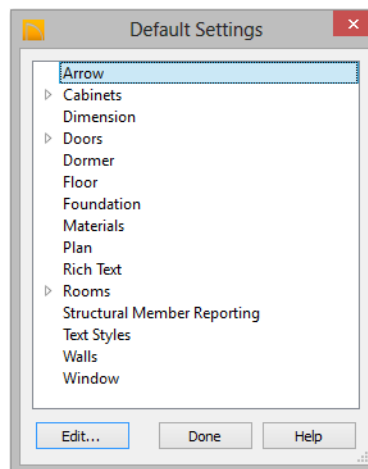 Default Settings
Arrow
Cabinets
Dimension
Doors
Dormer
Floor
Foundation
Materials
Plan
Rich Text
Rooms
Structural Member Reporting
Text Styles
Walls
Window
Edit... Done Help